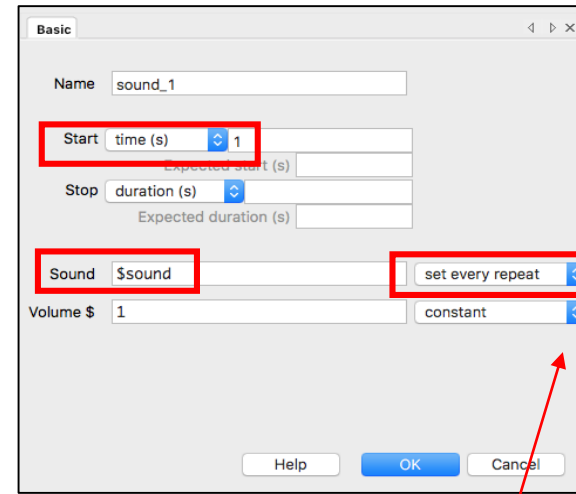 Basic
Name sound_1
Start time (s) 1
Expected start (s)
Stop duration (s)
Expected duration (s)
Sound $sound set every repeat
Volume $ 1 constant
Help OK Cancel